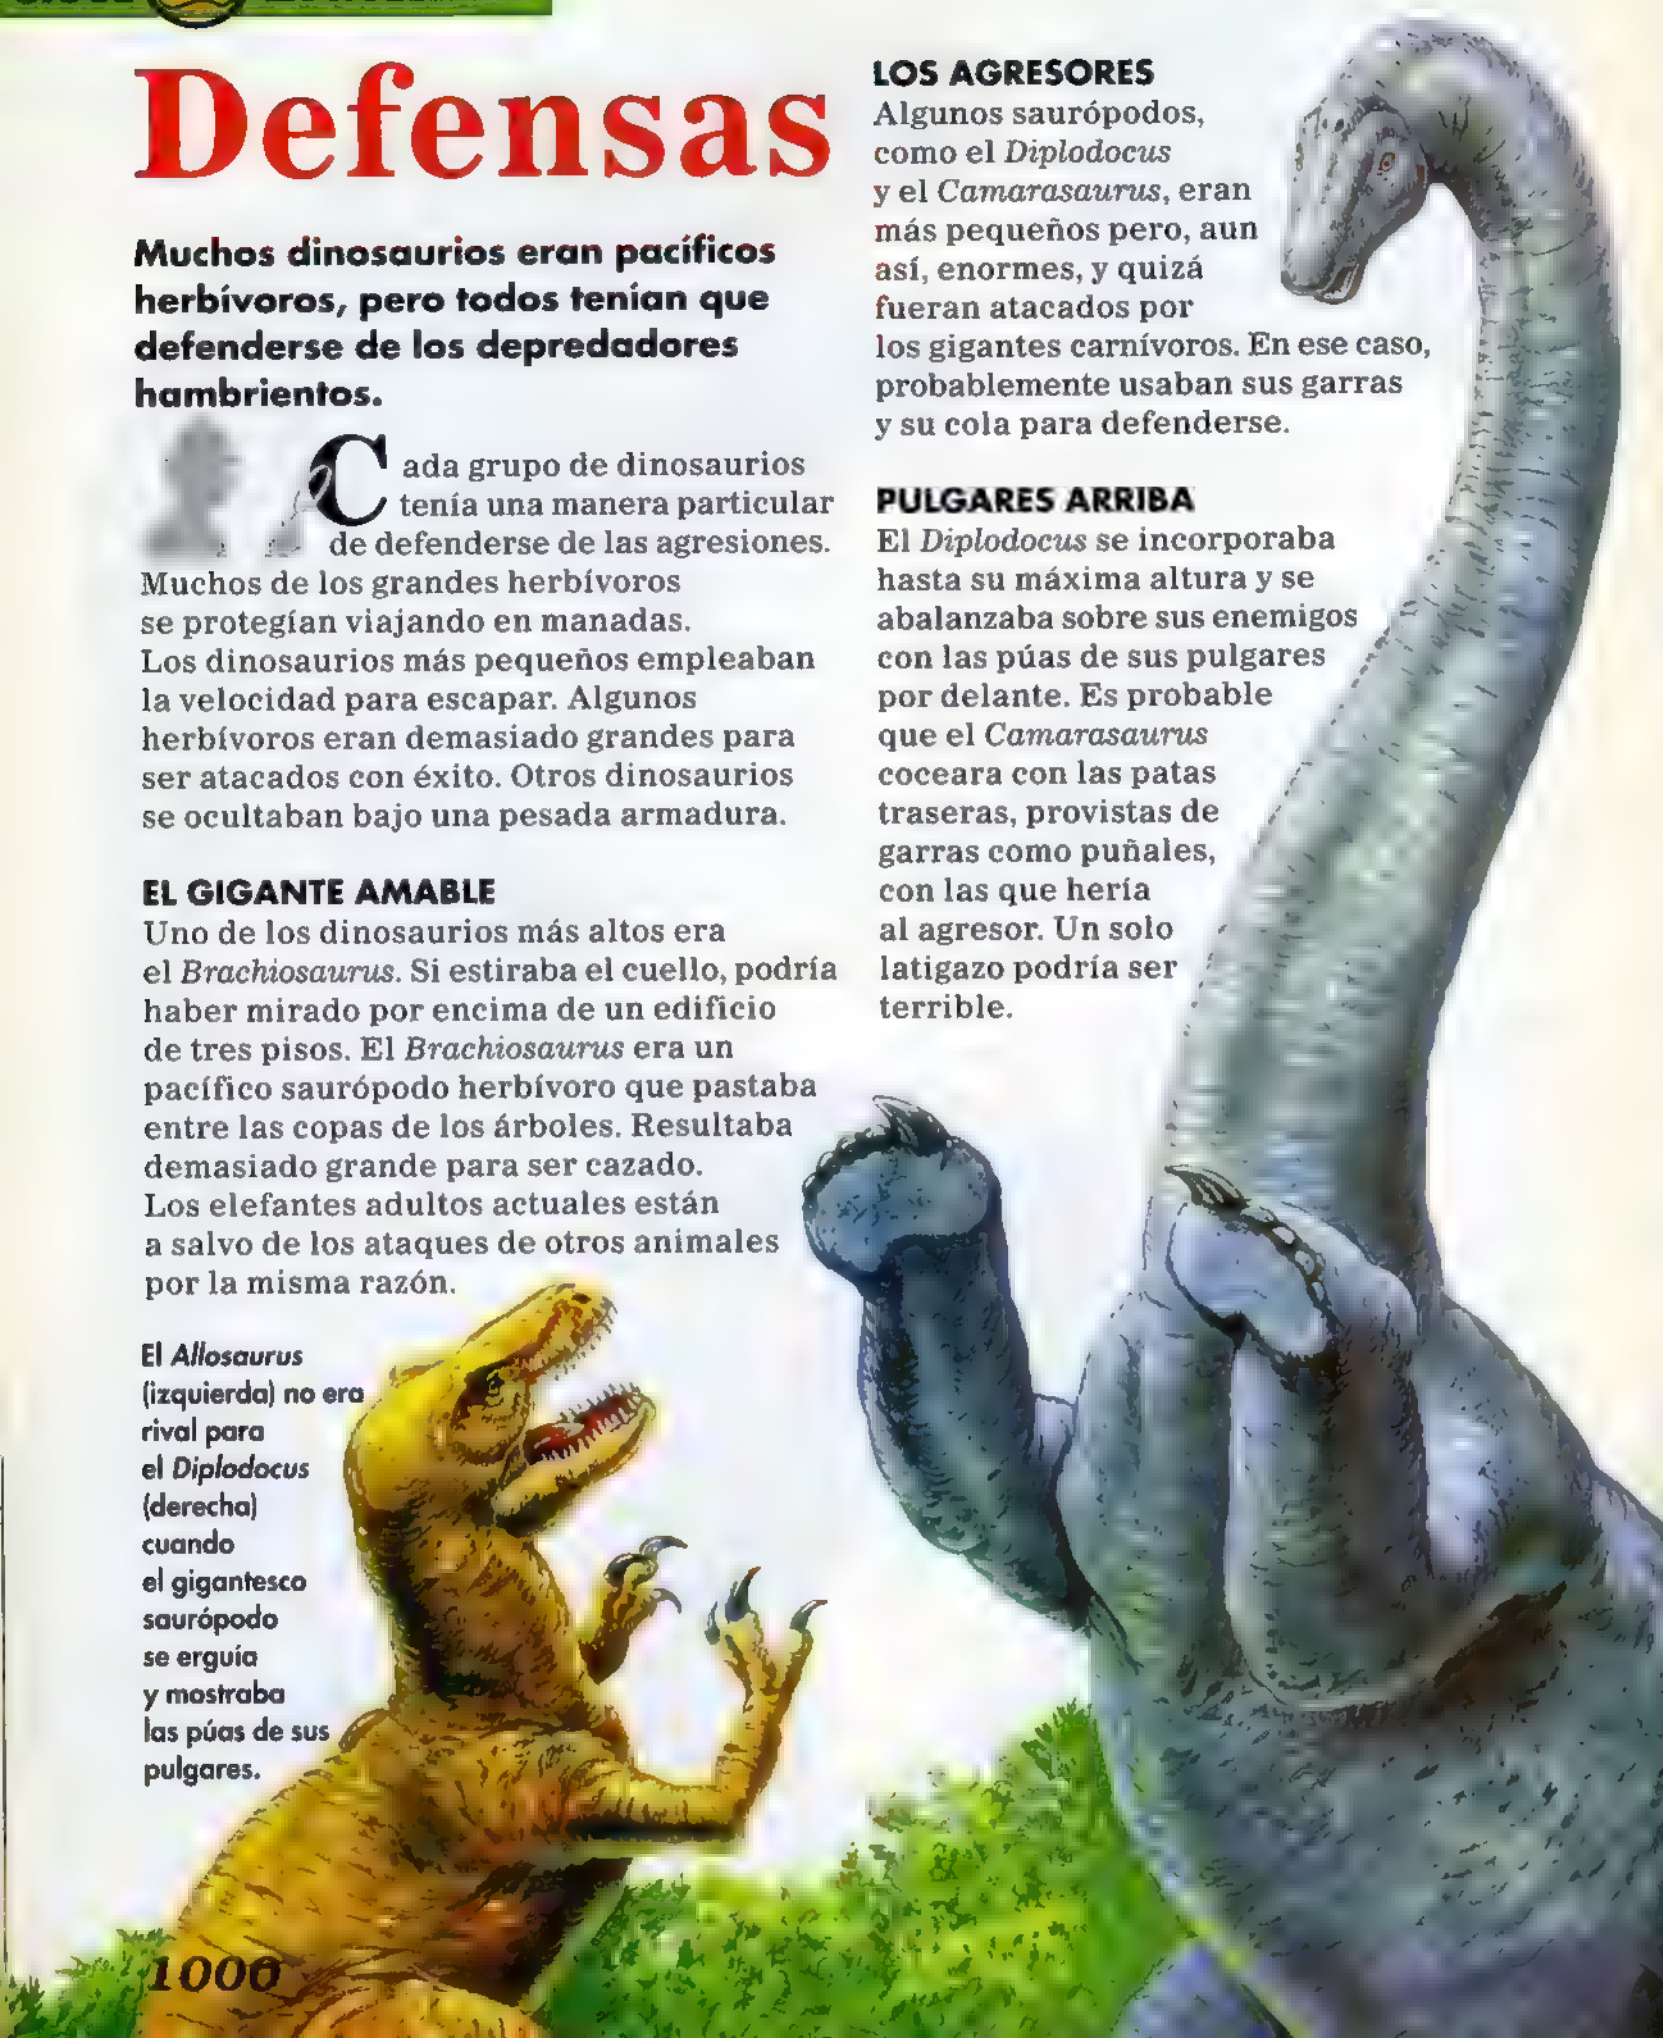 Defensas
Muchos dinosaurios eran pacíficos
herbívoros, pero todos tenían que
defenderse de los depredadores
hambrientos.
Cada grupo de dinosaurios
tenía una manera particular
de defenderse de las agresiones.
Muchos de los grandes herbívoros
se protegían viajando en manadas.
Los dinosaurios más pequeños empleaban
la velocidad para escapar. Algunos
herbívoros eran demasiado grandes para
ser atacados con éxito. Otros dinosaurios
se ocultaban bajo una pesada armadura.
EL GIGANTE AMABLE
Uno de los dinosaurios más altos era
el Brachiosaurus. Si estiraba el cuello, podría
haber mirado por encima de un edificio
de tres pisos. El Brachiosaurus era un
pacífico saurópodo herbívoro que pastaba
entre las copas de los árboles. Resultaba
demasiado grande para ser cazado.
Los elefantes adultos actuales están
a salvo de los ataques de otros animales
por la misma razón.
El Allosaurus
(izquierda) no era
rival para
el Diplodocus
(derecha)
cuando
el gigantesco
saurópodo
se erguía
y mostraba
las púas de sus
pulgares.
LOS AGRESORES
Algunos saurópodos,
como el Diplodocus
y el Camarasaurus, eran
más pequeños pero, aun
así, enormes, y quizá
fueran atacados por
los gigantes carnívoros. En ese caso,
probablemente usaban sus garras
y su cola para defenderse.
PULGARES ARRIBA
El Diplodocus se incorporaba
hasta su máxima altura y se
abalanzaba sobre sus enemigos
con las púas de sus pulgares
por delante. Es probable
que el Camarasaurus
coceara con las patas
traseras, provistas de
garras como puñales,
con las que hería
al agresor. Un solo
latigazo podría ser
terrible.